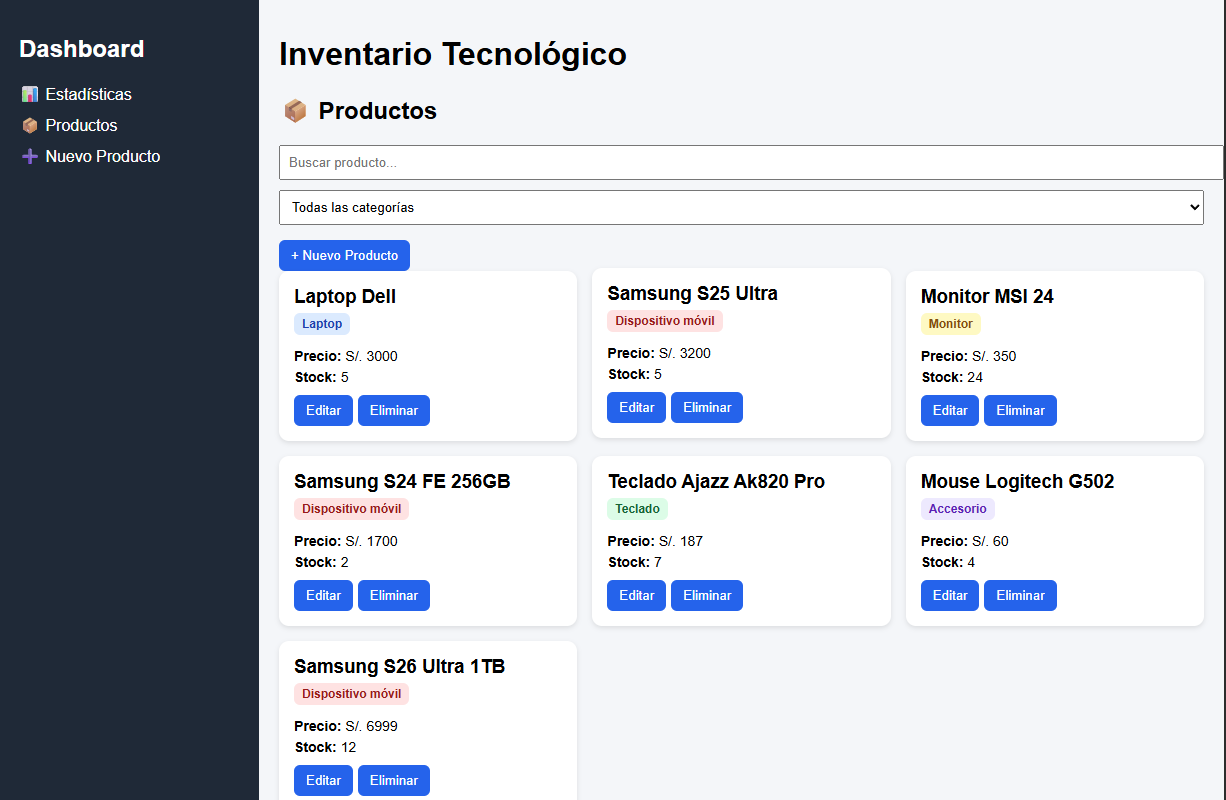 Dashboard
Estadísticas
Productos
Nuevo Producto
Inventario Tecnológico
Productos
Buscar producto...
Todas las categorías
+ Nuevo Producto
Laptop Dell
Laptop
Precio: S/. 3000
Stock: 5
Editar Eliminar
Samsung S25 Ultra
Dispositivo móvil
Precio: S/. 3200
Stock: 5
Editar Eliminar
Monitor MSI 24
Monitor
Precio: S/. 350
Stock: 24
Editar Eliminar
Samsung S24 FE 256GB
Dispositivo móvil
Precio: S/. 1700
Stock: 2
Editar Eliminar
Teclado Ajazz Ak820 Pro
Teclado
Precio: S/. 187
Stock: 7
Editar Eliminar
Mouse Logitech G502
Accesorio
Precio: S/. 60
Stock: 4
Editar Eliminar
Samsung S26 Ultra 1TB
Dispositivo móvil
Precio: S/. 6999
Stock: 12
Editar Eliminar